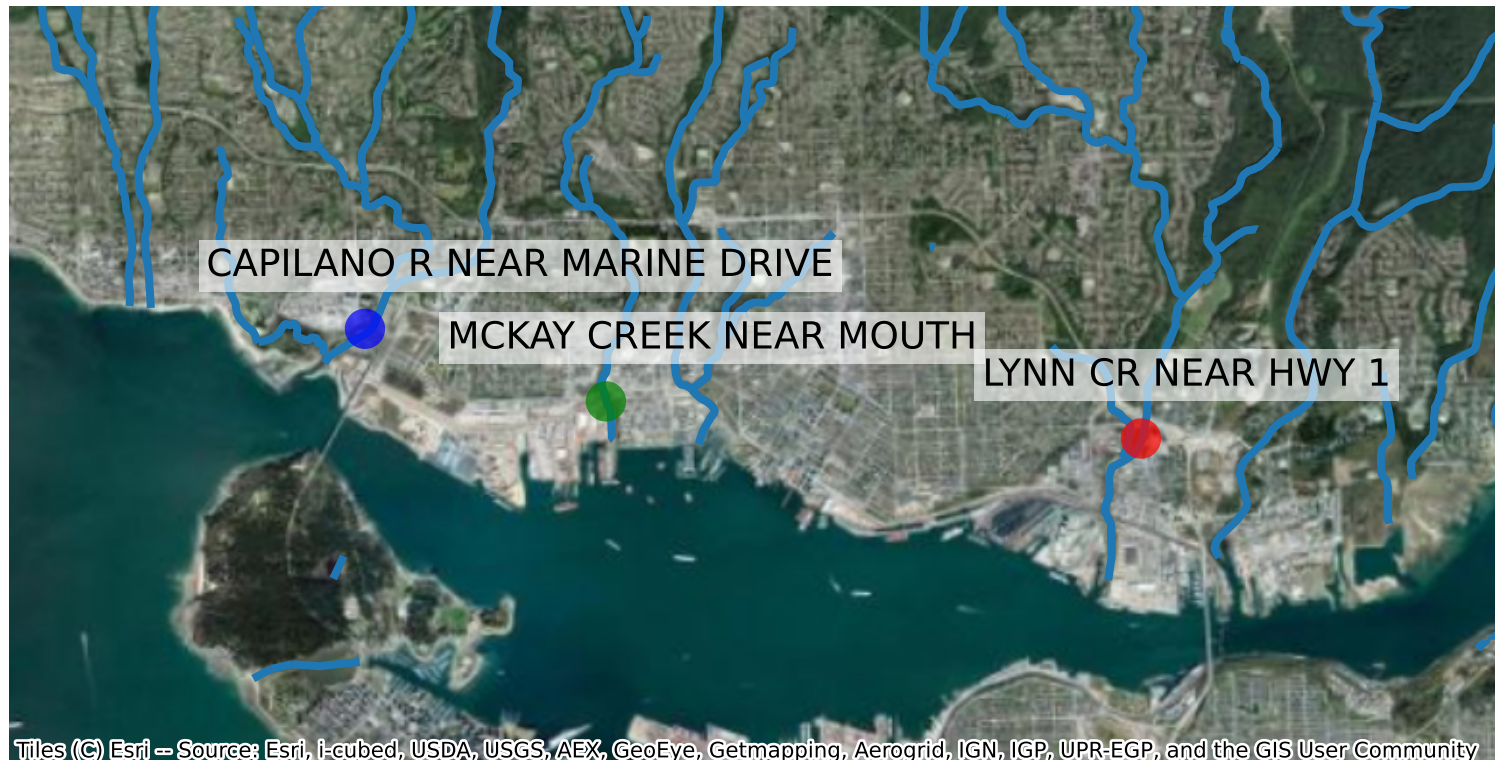 CAPILANO R NEAR MARINE DRIVE
MCKAY CREEK NEAR MOUTH
LYNN CR NEAR HWY 1
Tiles (C) Esri -- Source: Esri, i-cubed, USDA, USGS, AEX, GeoEye, Getmapping, Aerogrid, IGN, IGP, UPR-EGP, and the GIS User Community